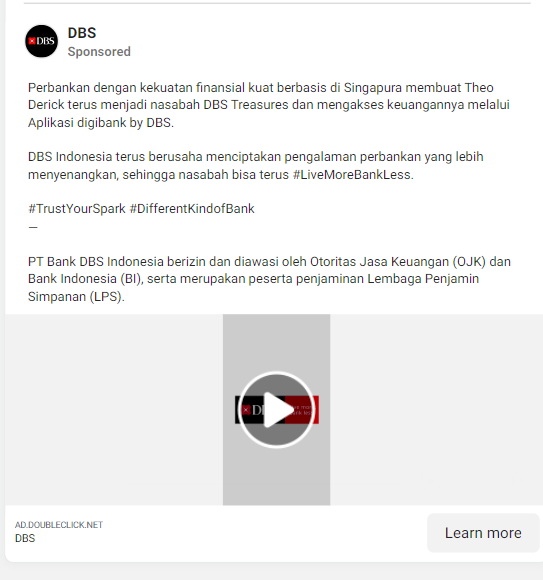 DBS
DBS
Sponsored
Perbankan dengan kekuatan finansial kuat berbasis di Singapura membuat Theo
Derick terus menjadi nasabah DBS Treasures dan mengakses keuangannya melalui
Aplikasi digibank by DBS.
DBS Indonesia terus berusaha menciptakan pengalaman perbankan yang lebih
menyenangkan, sehingga nasabah bisa terus #LiveMoreBankLess.
#TrustYourSpark #DifferentKindofBank
—
PT Bank DBS Indonesia berizin dan diawasi oleh Otoritas Jasa Keuangan (OJK) dan
Bank Indonesia (BI), serta merupakan peserta penjaminan Lembaga Penjamin
Simpanan (LPS).
AD.DOUBLECLICK.NET
DBS
Learn more